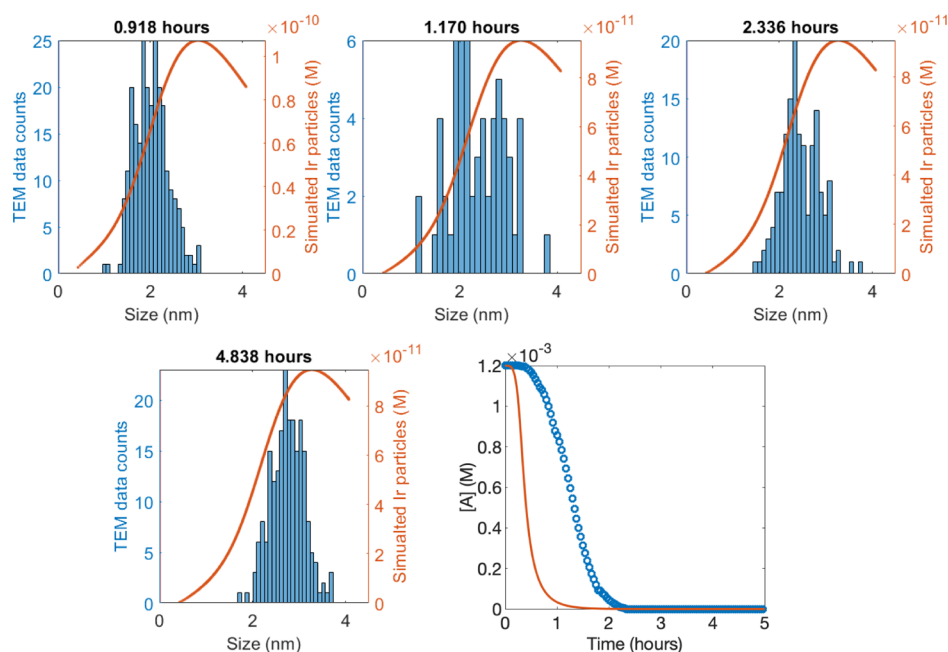 0.918 hours
×10^-10
25
20
15
10
5
0
TEM data counts
1
0.8
0.6
0.4
0.2
0
Simualted Ir particles (M)
0 2 4
Size (nm)
1.170 hours
×10^-11
6
4
2
0
TEM data counts
8
6
4
2
0
Simualted Ir particles (M)
0 2 4
Size (nm)
2.336 hours
×10^-11
20
15
10
5
0
TEM data counts
8
6
4
2
0
Simualted Ir particles (M)
0 2 4
Size (nm)
4.838 hours
×10^-11
20
15
10
5
0
TEM data counts
8
6
4
2
0
Simualted Ir particles (M)
0 2 4
Size (nm)
×10^-3
1.2
1
0.8
0.6
0.4
0.2
0
[A] (M)
0 1 2 3 4 5
Time (hours)